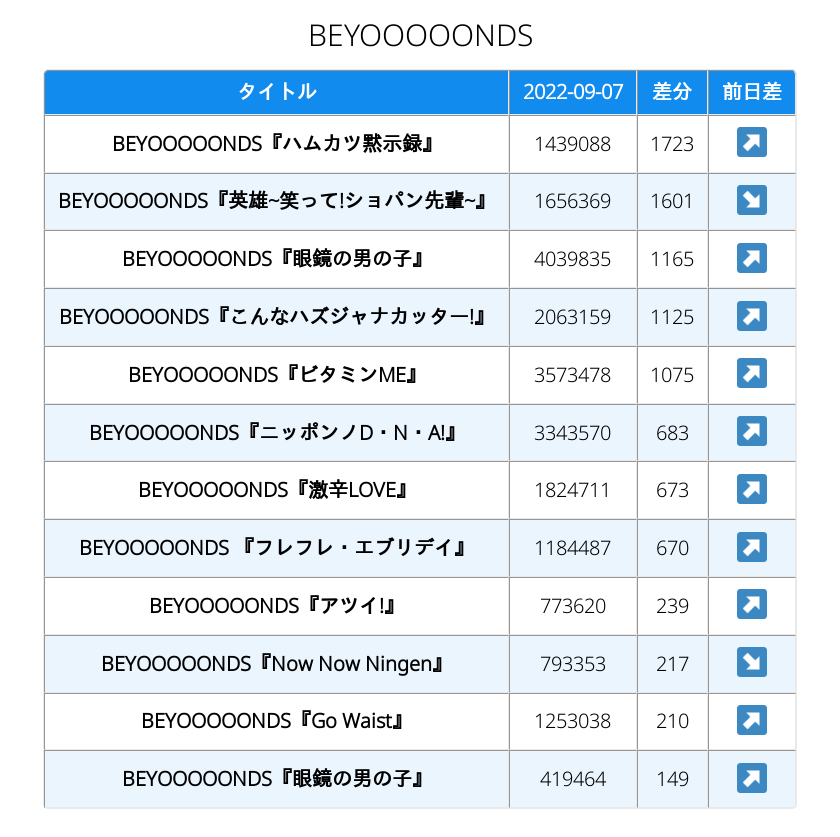 BEYOOOOONDS
タイトル 2022-09-07 差分 前日差
BEYOOOOONDS『ハムカツ黙示録』 1439088 1723 ↗
BEYOOOOONDS『英雄~笑って!ショパン先輩~』 1656369 1601 ↘
BEYOOOOONDS『眼鏡の男の子』 4039835 1165 ↗
BEYOOOOONDS『こんなハズジャナカッター!』 2063159 1125 ↗
BEYOOOOONDS『ビタミンME』 3573478 1075 ↗
BEYOOOOONDS『ニッポンノD・N・A!』 3343570 683 ↗
BEYOOOOONDS『激辛LOVE』 1824711 673 ↗
BEYOOOOONDS 『フレフレ・エブリデイ』 1184487 670 ↗
BEYOOOOONDS『アツイ!』 773620 239 ↗
BEYOOOOONDS『Now Now Ningen』 793353 217 ↘
BEYOOOOONDS『Go Waist』 1253038 210 ↗
BEYOOOOONDS『眼鏡の男の子』 419464 149 ↗